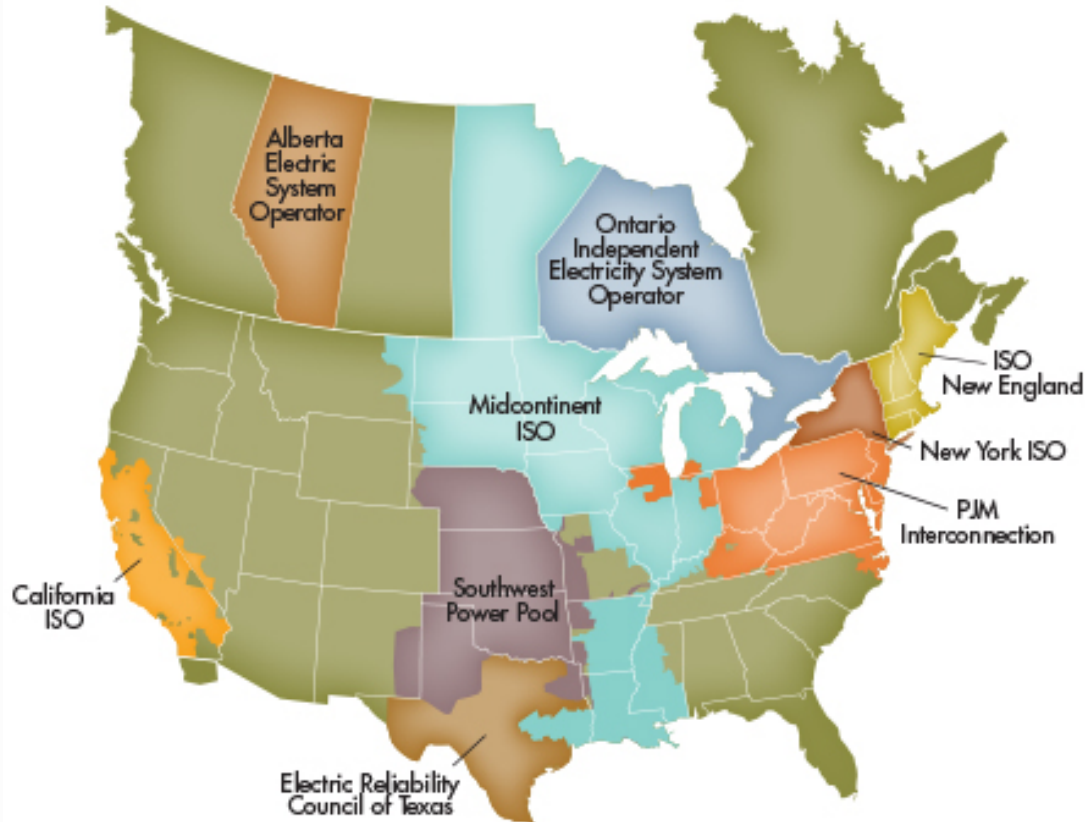 Alberta
Electric
System
Operator
Ontario
Independent
Electricity System
Operator
ISO
New England
Midcontinent
ISO
New York ISO
PJM
Interconnection
California
ISO
Southwest
Power Pool
Electric Reliability
Council of Texas